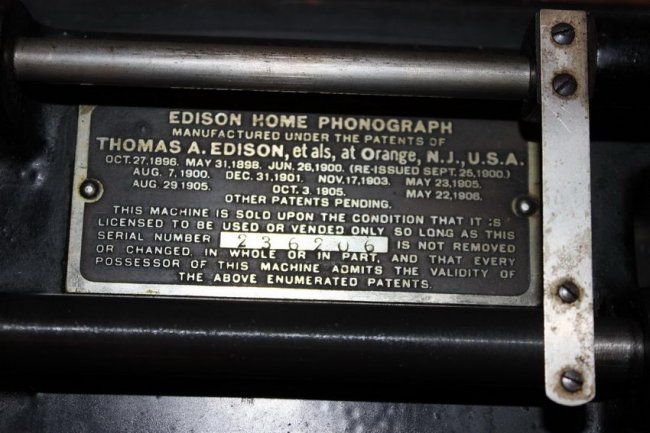 EDISON HOME PHONOGRAPH
MANUFACTURED UNDER THE PATENTS OF
THOMAS A. EDISON, et als, at Orange, N.J., U.S.A.
OCT. 27, 1896. MAY 31, 1898. JUN. 26, 1900. (RE-ISSUED SEPT. 25, 1900.)
AUG. 7, 1900. DEC. 31, 1901. NOV. 17, 1903. MAY 23, 1905.
AUG. 29 1905. OCT. 3, 1905. MAY 22, 1906.
OTHER PATENTS PENDING.
THIS MACHINE IS SOLD UPON THE CONDITION THAT IT IS
LICENSED TO BE USED OR VENDED ONLY SO LONG AS THIS
SERIAL NUMBER 236206 IS NOT REMOVED
OR CHANGED, IN WHOLE OR IN PART, AND THAT EVERY
POSSESSOR OF THIS MACHINE ADMITS THE VALIDITY OF
THE ABOVE ENUMERATED PATENTS.